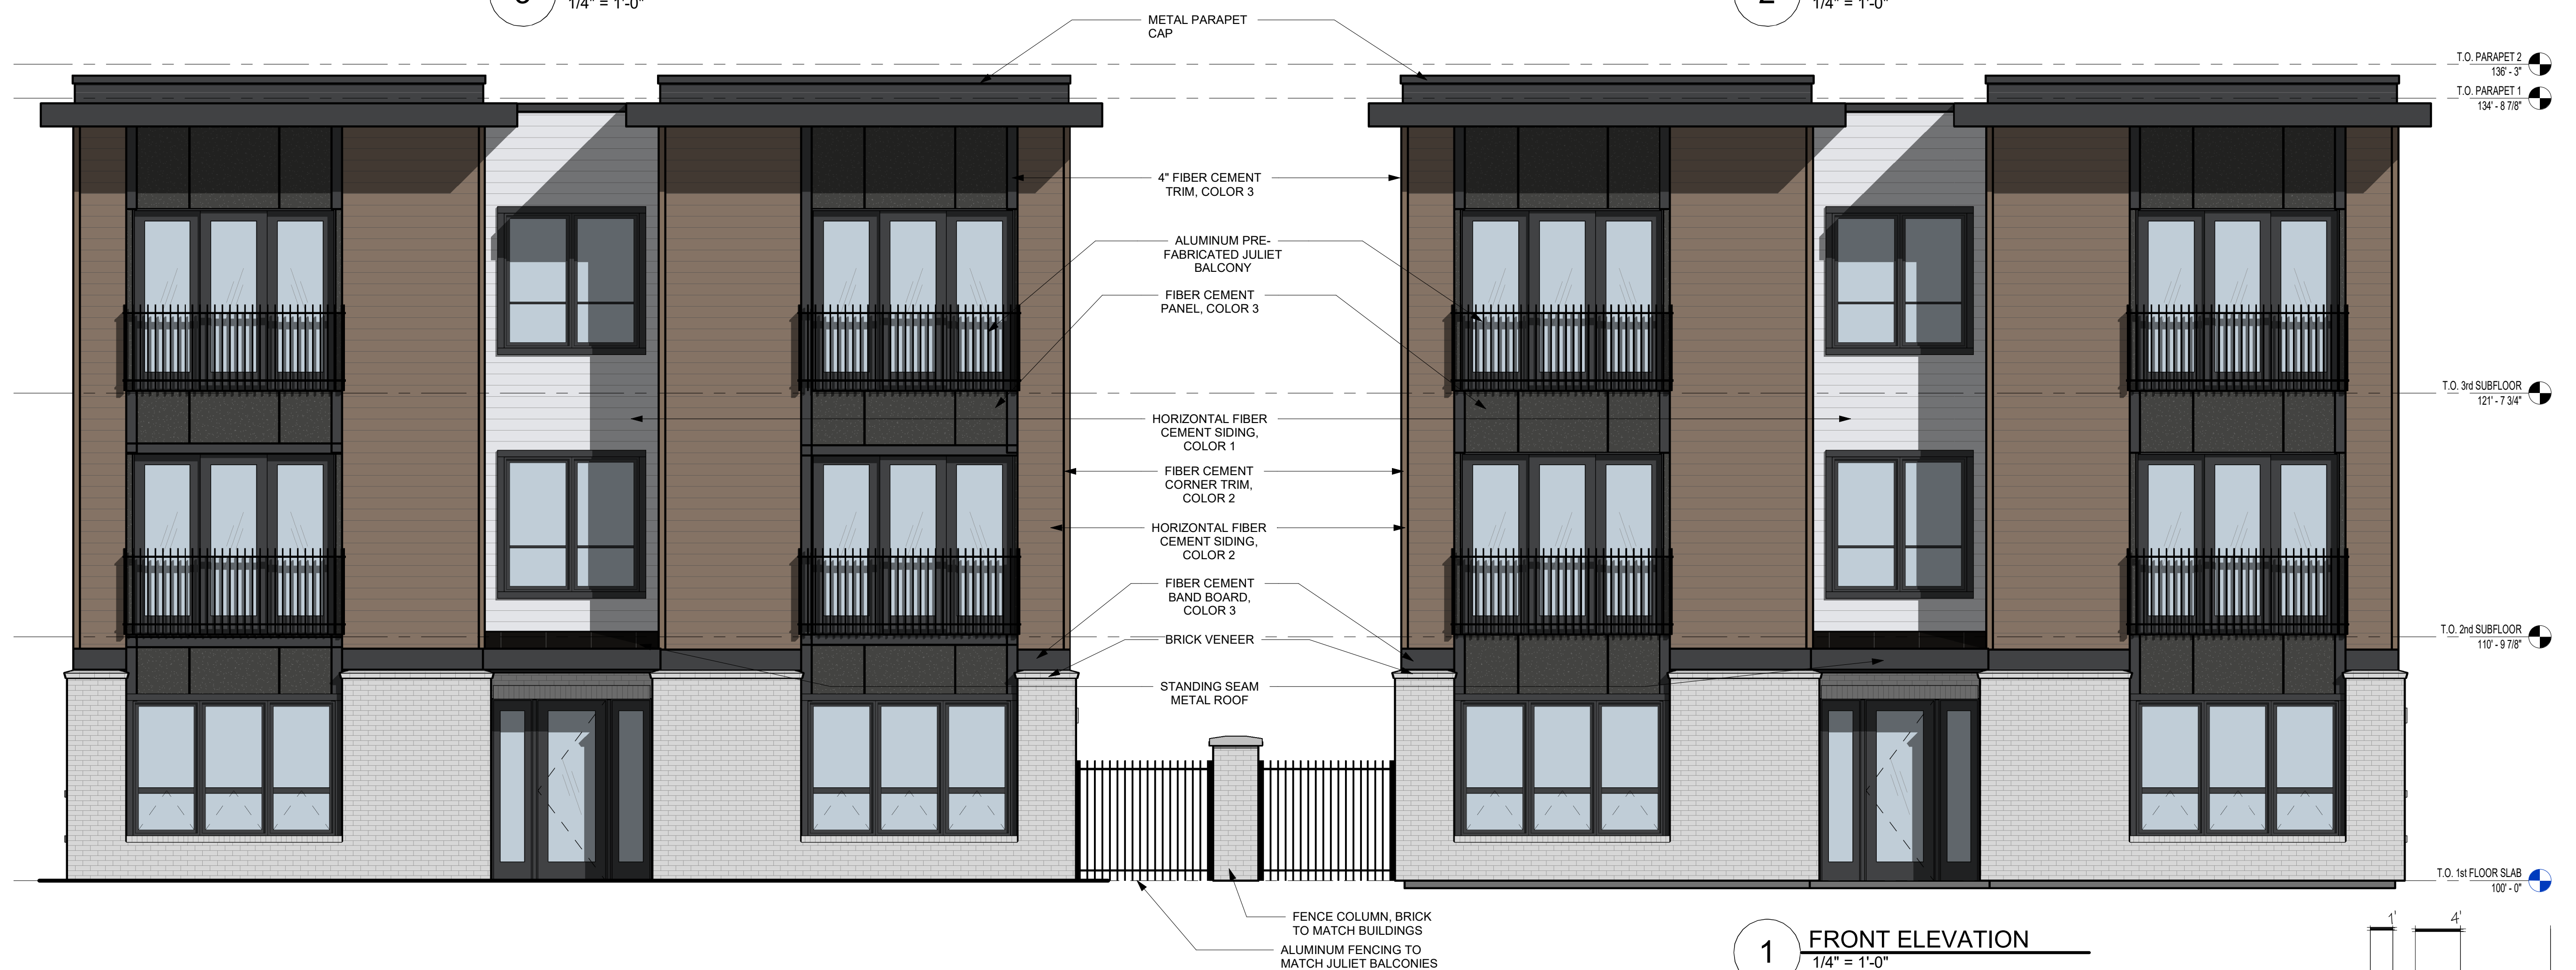 1/4" = 1'-0"
1/4" = 1'-0"
METAL PARAPET
CAP
T.O. PARAPET 2
136' - 3"
T.O. PARAPET 1
134' - 8 7/8"
4" FIBER CEMENT
TRIM, COLOR 3
ALUMINUM PRE-
FABRICATED JULIET
BALCONY
FIBER CEMENT
PANEL, COLOR 3
T.O. 3rd SUBFLOOR
121' - 7 3/4"
HORIZONTAL FIBER
CEMENT SIDING,
COLOR 1
FIBER CEMENT
CORNER TRIM,
COLOR 2
HORIZONTAL FIBER
CEMENT SIDING,
COLOR 2
FIBER CEMENT
BAND BOARD,
COLOR 3
T.O. 2nd SUBFLOOR
110' - 9 7/8"
BRICK VENEER
STANDING SEAM
METAL ROOF
T.O. 1st FLOOR SLAB
100' - 0"
FENCE COLUMN, BRICK
TO MATCH BUILDINGS
ALUMINUM FENCING TO
MATCH JULIET BALCONIES
1 FRONT ELEVATION
1/4" = 1'-0"
1' 4'